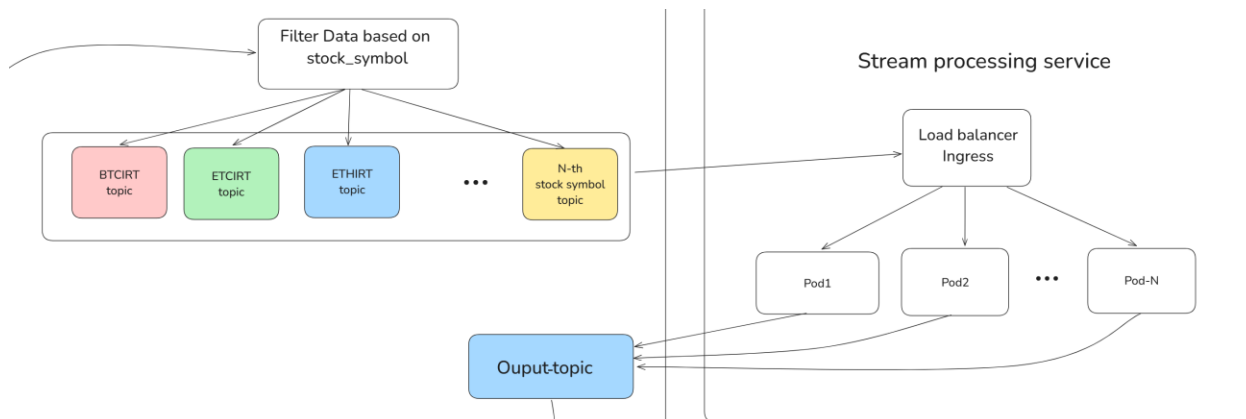 Filter Data based on
stock_symbol
BTCIRT
topic
ETCIRT
topic
ETHIRT
topic
N-th
stock symbol
topic
Stream processing service
Load balancer
Ingress
Pod1
Pod2
Pod-N
Ouput-topic